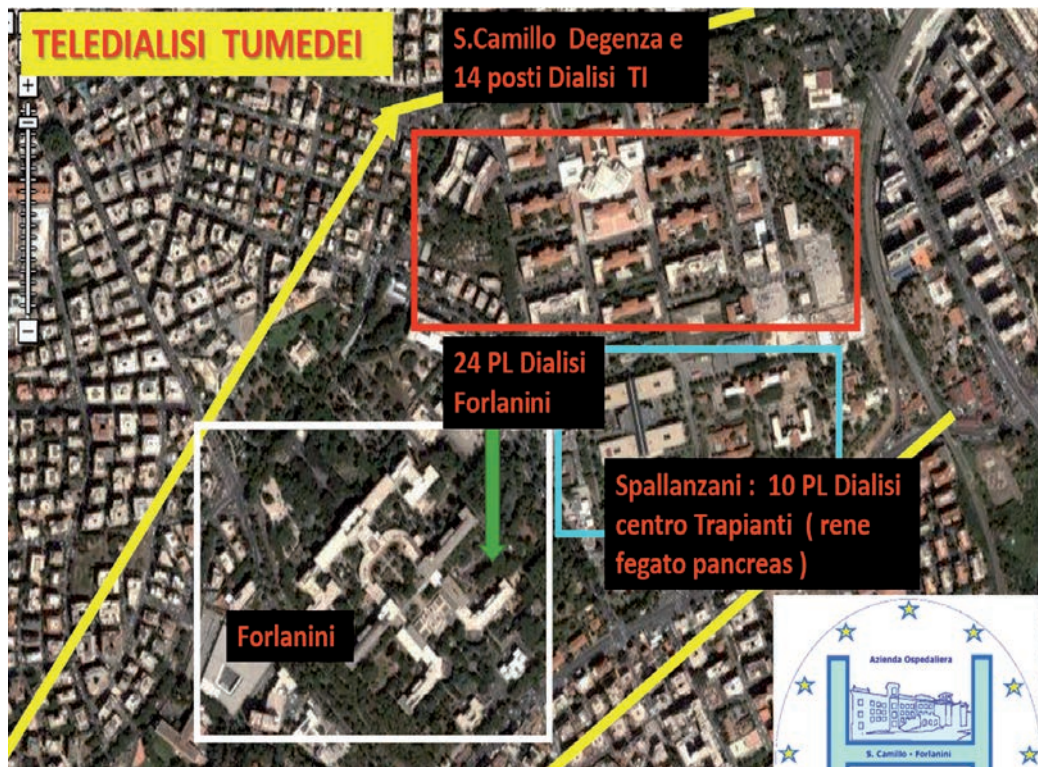 TELEDIALISI TUMEDEI
S.Camillo Degenza e
14 posti Dialisi TI
24 PL Dialisi
Forlanini
Spallanzani : 10 PL Dialisi
centro Trapianti ( rene
fegato pancreas )
Forlanini
Azienda Ospedaliera
S. Camillo - Forlanini